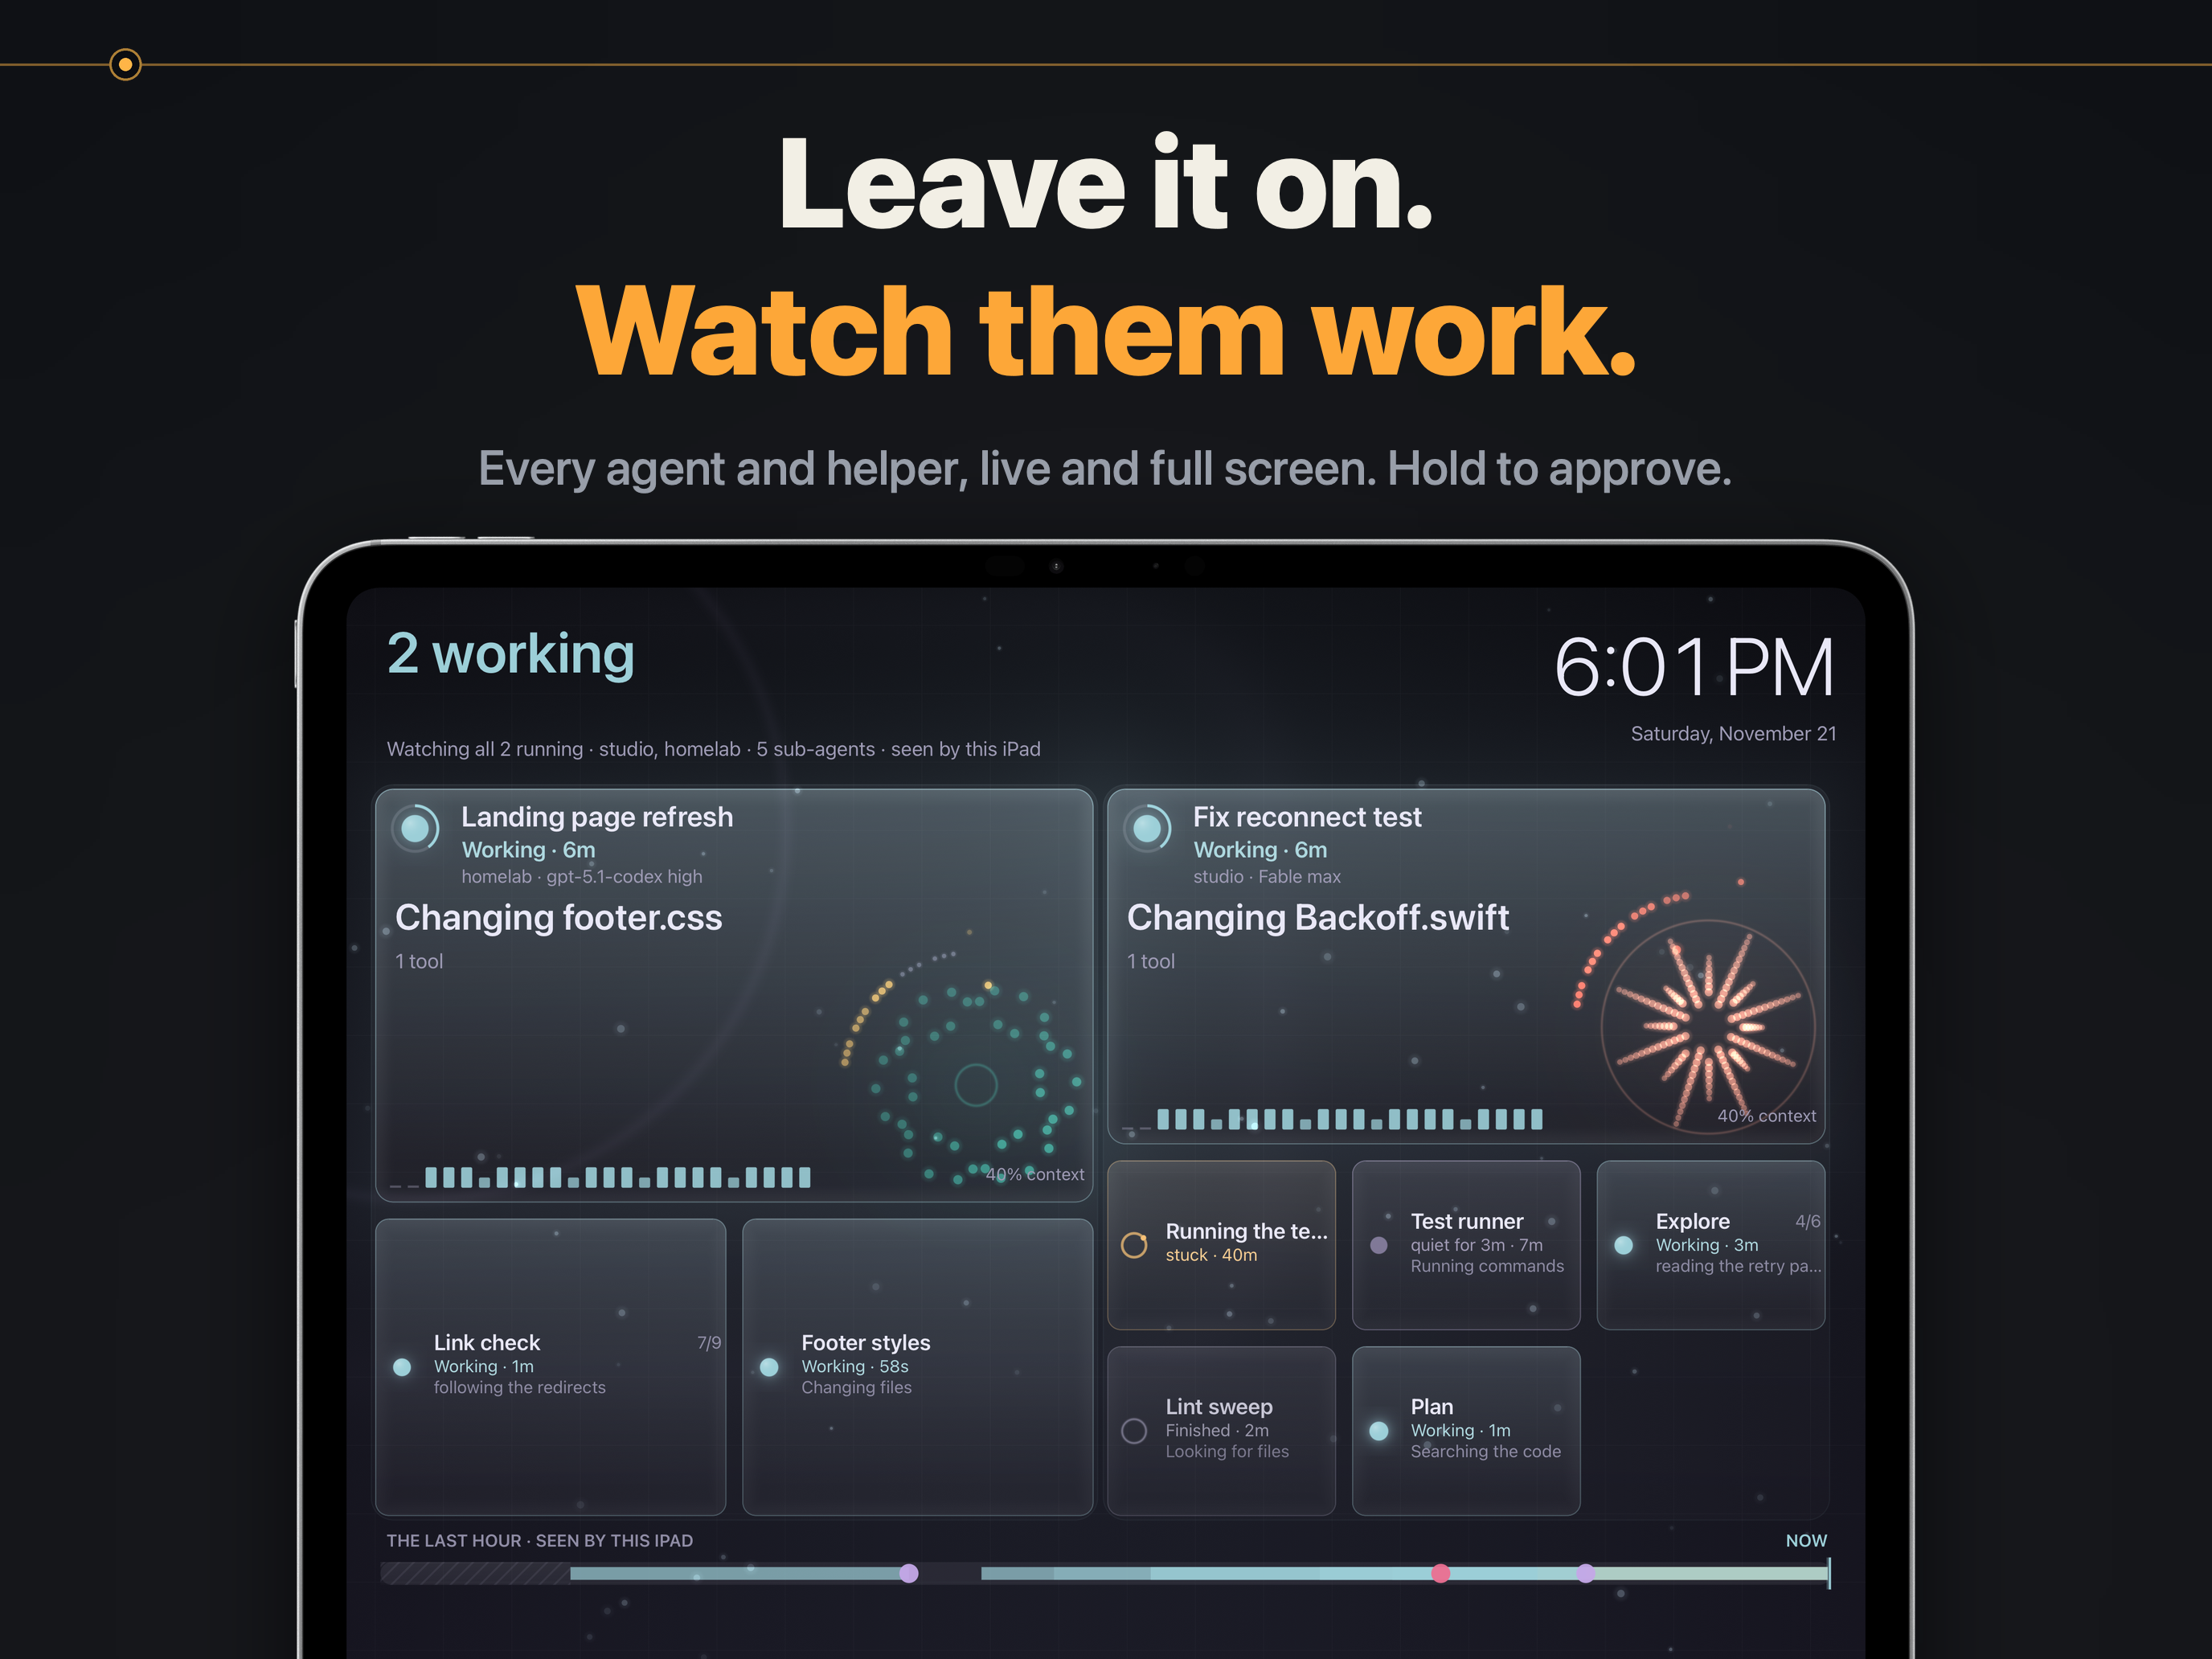 Leave it on.
Watch them work.
Every agent and helper, live and full screen. Hold to approve.
2 working
6:01 PM
Saturday, November 21
Watching all 2 running · studio, homelab · 5 sub-agents · seen by this iPad
Landing page refresh
Working · 6m
homelab · gpt-5.1-codex high
Changing footer.css
1 tool
40% context
Fix reconnect test
Working · 6m
studio · Fable max
Changing Backoff.swift
1 tool
40% context
Link check
7/9
Working · 1m
following the redirects
Footer styles
Working · 58s
Changing files
Running the te...
stuck · 40m
Test runner
quiet for 3m · 7m
Running commands
Explore
4/6
Working · 3m
reading the retry pa...
Lint sweep
Finished · 2m
Looking for files
Plan
Working · 1m
Searching the code
THE LAST HOUR · SEEN BY THIS IPAD
NOW